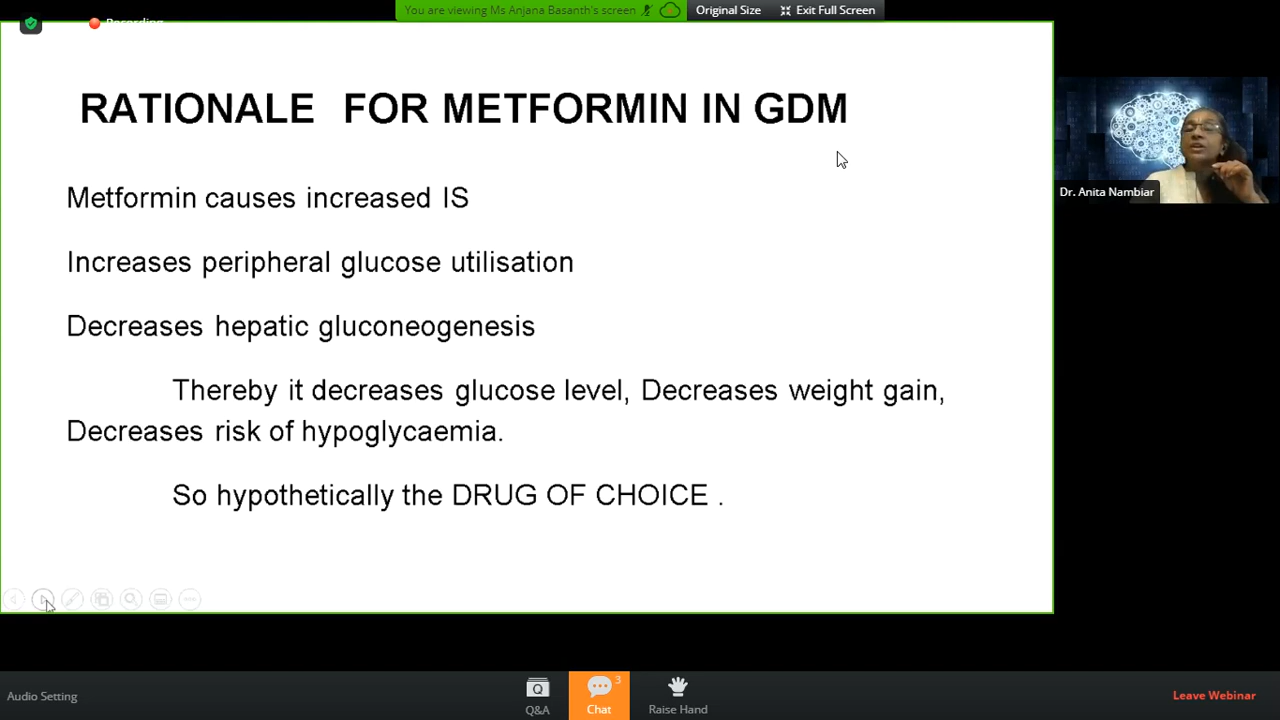 You are viewing Ms Anjana Basanth's screen
Original Size
Exit Full Screen
Recording
RATIONALE FOR METFORMIN IN GDM
Metformin causes increased IS
Increases peripheral glucose utilisation
Decreases hepatic gluconeogenesis
Thereby it decreases glucose level, Decreases weight gain,
Decreases risk of hypoglycaemia.
So hypothetically the DRUG OF CHOICE .
Dr. Anita Nambiar
Audio Setting
Q
Q&A
3
Chat
Raise Hand
Leave Webinar